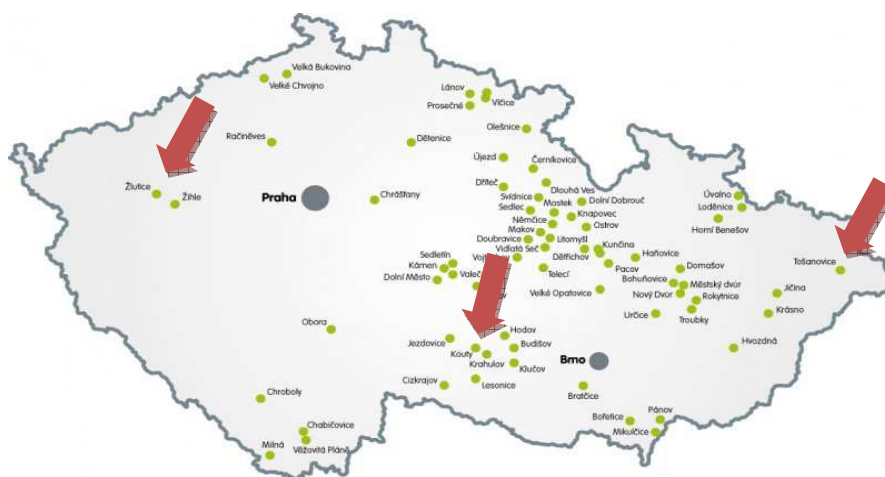 Velká Bukovina
Velké Chvojno
Lánov
Vlčice
Prosečné
Olešnice
Račiněves
Dětenice
Újezd
Černíkovice
Žlutice
Žihle
Praha
Chrášťany
Dříteč
Dlouhá Ves
Svídnice
Mostek
Dolní Dobrouč
Sedlec
Knapovec
Němčice
Ostrov
Makov
Doubravice
Litomyšl
Vidlatá Seč
Kunčina
Dětřichov
Úvalno
Loděnice
Horní Benešov
Haňovice
Pacov
Domašov
Tošanovice
Sedletín
Kámen
Valeč
Dolní Město
Telecí
Bohuňovice
Městský dvůr
Nový Dvůr
Rokytnice
Jičina
Velké Opatovice
Určice
Troubky
Krásno
Obora
Hodov
Jezdovice
Budišov
Kouty
Krahulov
Klučov
Brno
Hvozdná
Cizkrajov
Lesonice
Bratčice
Chroboly
Chabičovice
Věžovatá Pláně
Milná
Bořetice
Pánov
Mikulčice